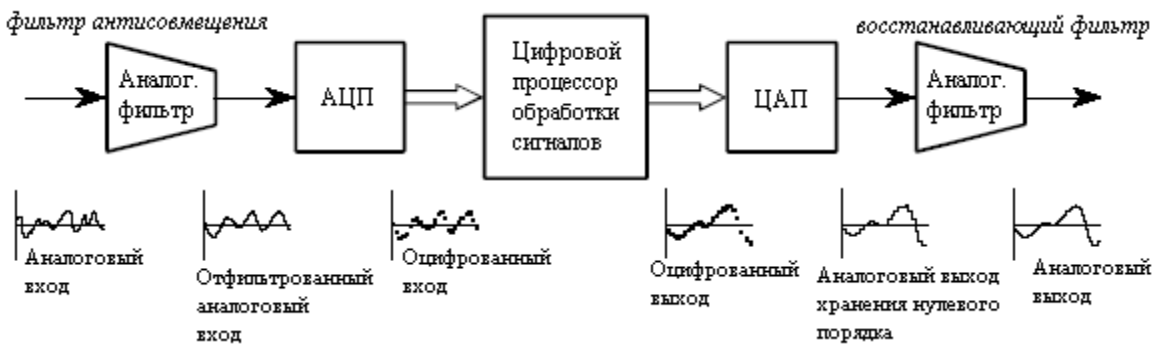 фильтр антисовмещения
восстанавливающий фильтр
Аналог.
фильтр
АЦП
Цифровой
процессор
обработки
сигналов
ЦАП
Аналог.
фильтр
Аналоговый
вход
Отфильтрованный
аналоговый
вход
Оцифрованный
вход
Оцифрованный
выход
Аналоговый выход
хранения нулевого
порядка
Аналоговый
выход